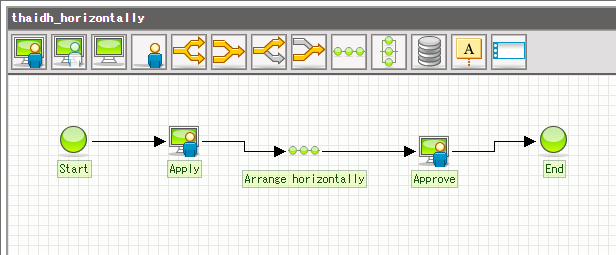 thaidh_horizontally
A
Start
Apply
Arrange horizontally
Approve
End